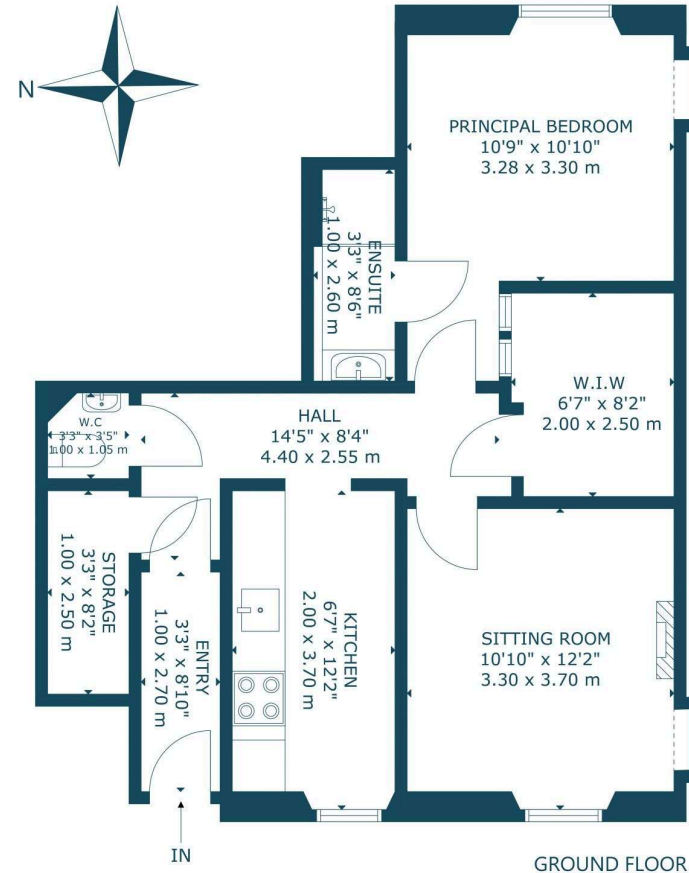 N
PRINCIPAL BEDROOM
10'9" x 10'10"
3.28 x 3.30 m
ENSUITE
3'3" x 8'6"
1.00 x 2.60 m
W.I.W
6'7" x 8'2"
2.00 x 2.50 m
W.C
3'3" x 3'5"
1.00 x 1.05 m
HALL
14'5" x 8'4"
4.40 x 2.55 m
STORAGE
3'3" x 8'2"
1.00 x 2.50 m
ENTRY
3'3" x 8'10"
1.00 x 2.70 m
KITCHEN
6'7" x 12'2"
2.00 x 3.70 m
SITTING ROOM
10'10" x 12'2"
3.30 x 3.70 m
IN
GROUND FLOOR